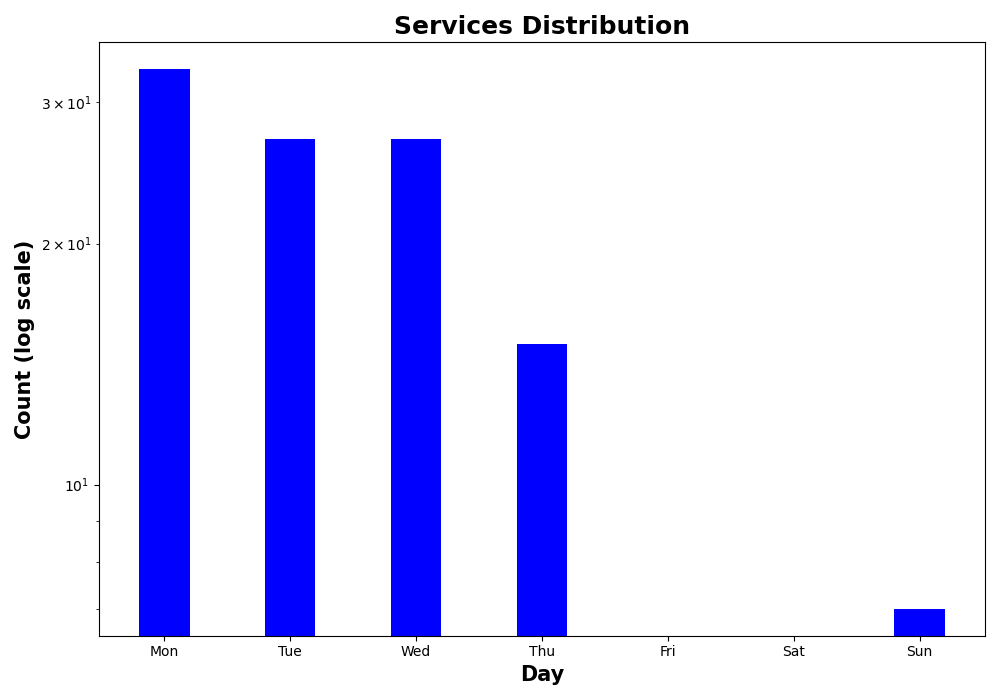 Services Distribution
3 × 10¹
2 × 10¹
10¹
Count (log scale)
Mon Tue Wed Thu Fri Sat Sun
Day